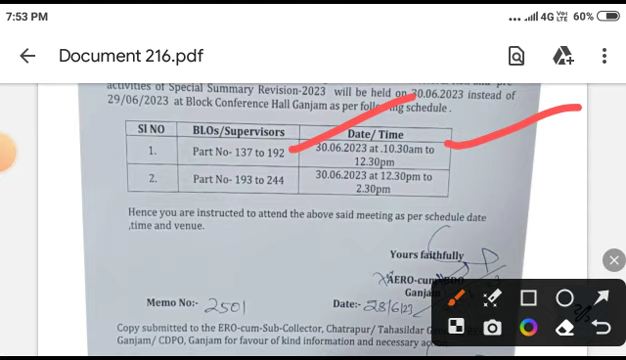 7:53 PM
4G 60%
Document 216.pdf
activities of Special Summary Revision-2023 will be held on 30.06.2023 instead of
29/06/2023 at Block Conference Hall Ganjam as per following schedule .
SI NO BLOs/Supervisors Date/ Time
1. Part No- 137 to 192 30.06.2023 at .10.30am to
12.30pm
2. Part No- 193 to 244 30.06.2023 at 12.30pm to
2.30pm
Hence you are instructed to attend the above said meeting as per schedule date
,time and venue.
Yours faithfully
AERO-cum-BDO
Ganjam
Memo No:- 2501 Date:- 28/6/23
Copy submitted to the ERO-cum-Sub-Collector, Chatrapur/ Tahasildar
Ganjam/ CDPO, Ganjam for favour of kind information and necessary